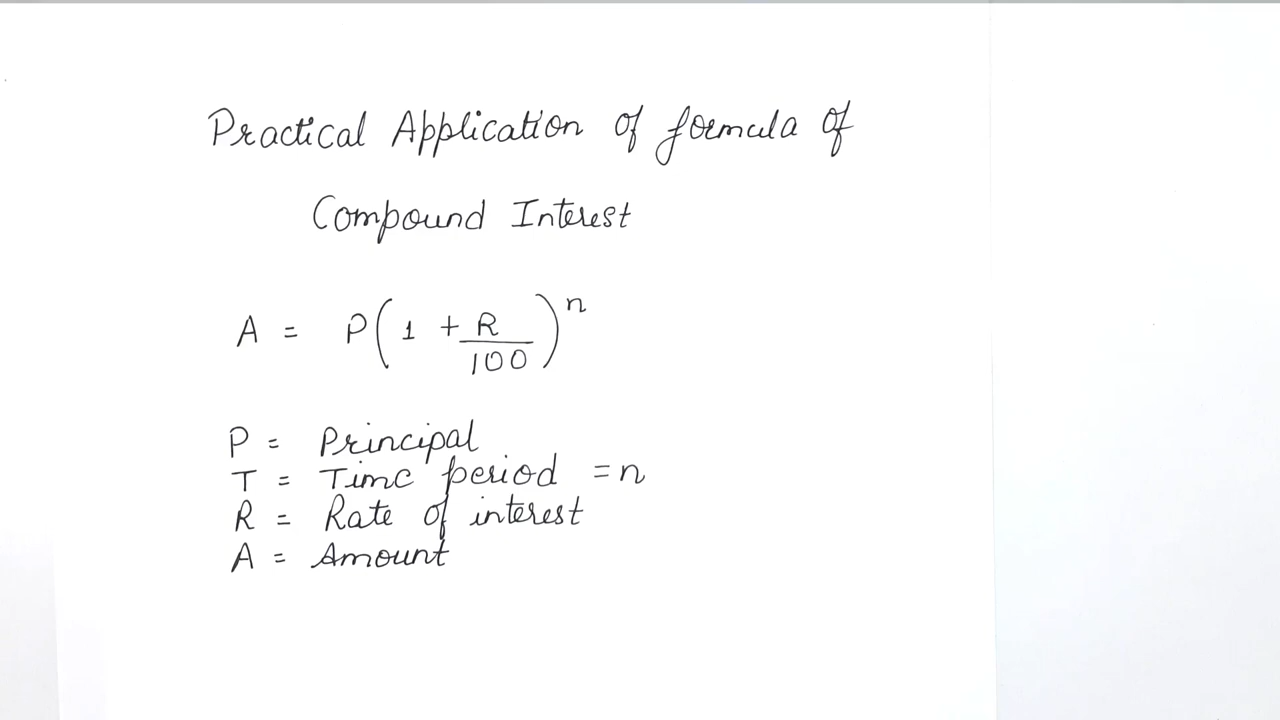 Practical Application of formula of
Compound Interest
A = P(1 + R/100)^n
P = Principal
T = Time period = n
R = Rate of interest
A = Amount